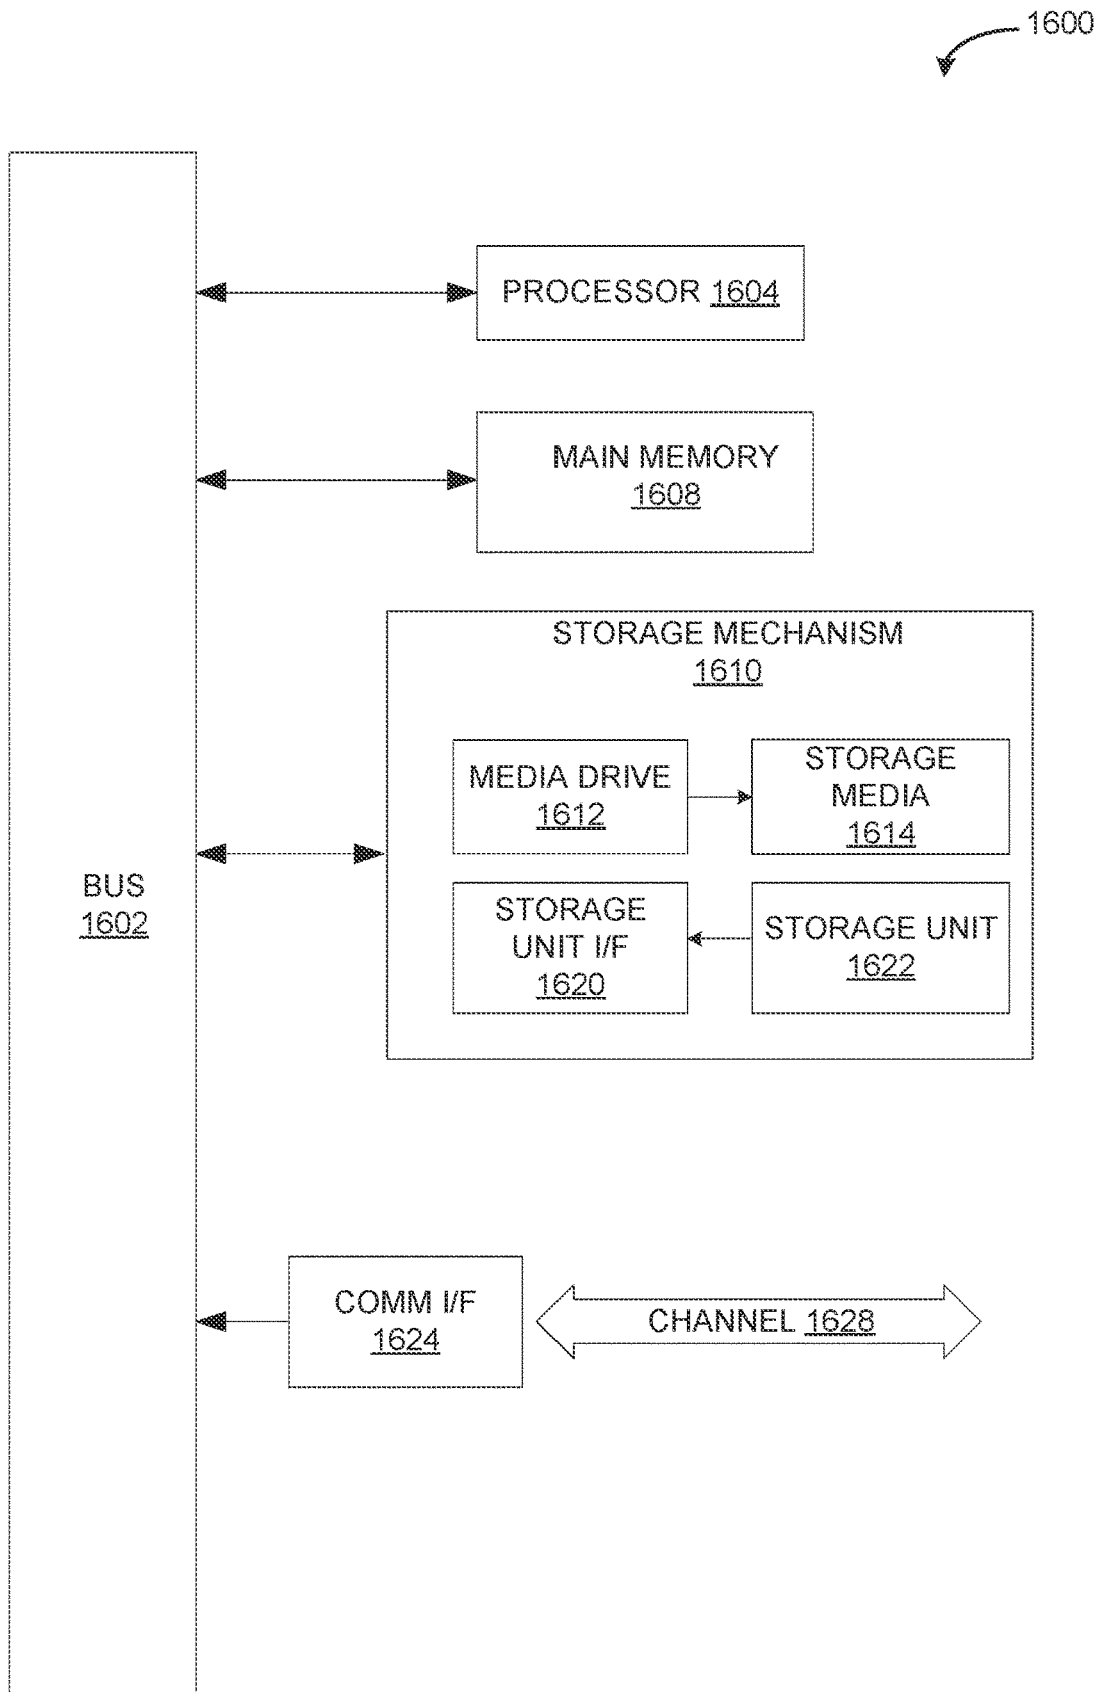 1600
PROCESSOR 1604
MAIN MEMORY
1608
STORAGE MECHANISM
1610
MEDIA DRIVE
1612
STORAGE
MEDIA
1614
BUS
1602
STORAGE
UNIT I/F
1620
STORAGE UNIT
1622
COMM I/F
1624
CHANNEL 1628